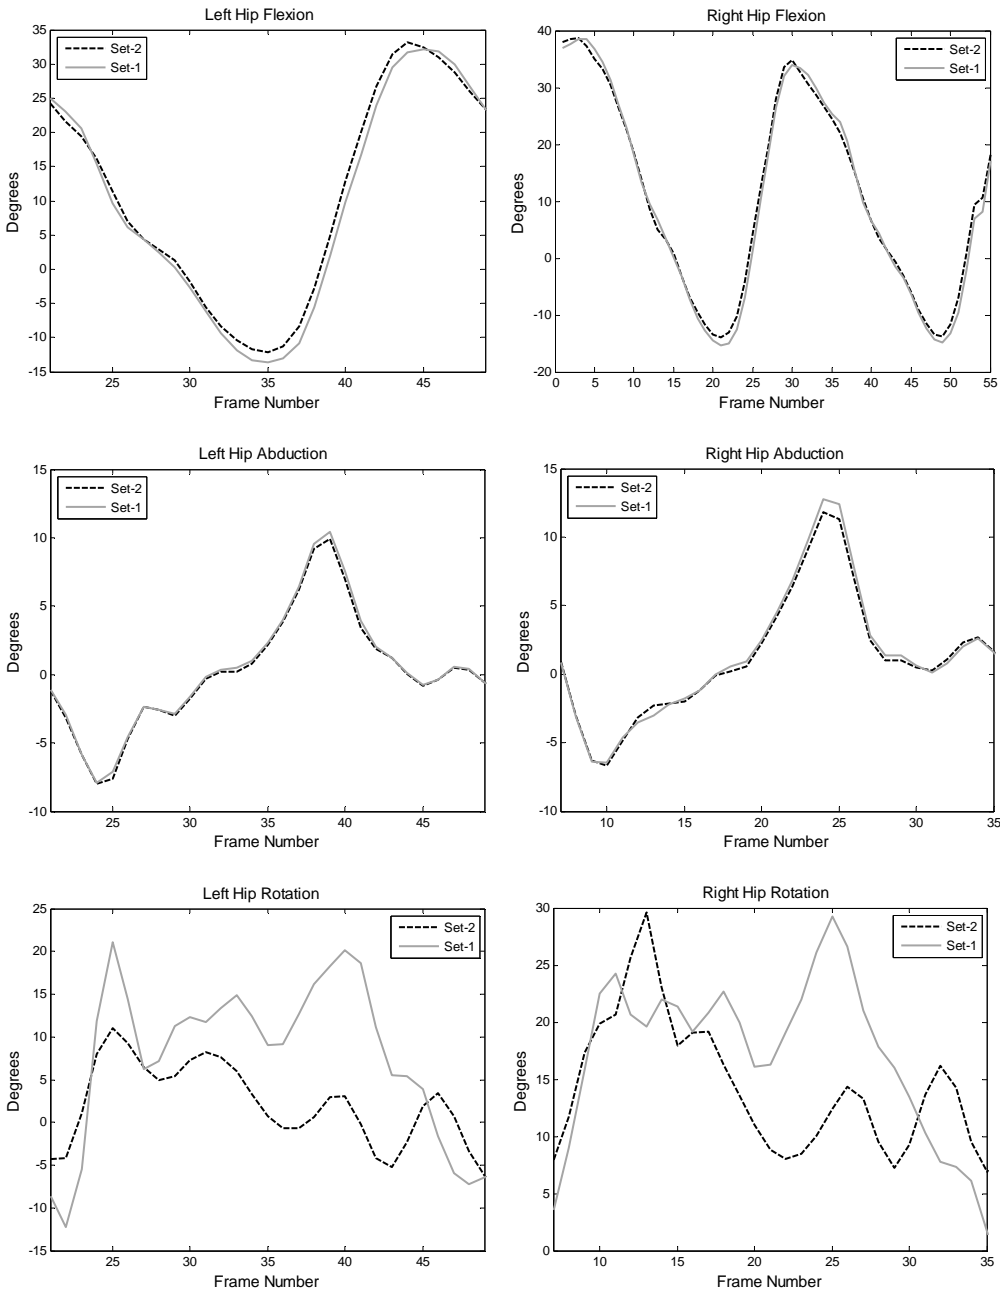 Left Hip Flexion
35
30
25
20
15
10
5
0
-5
-10
-15
Degrees
Set-2
Set-1
25 30 35 40 45
Frame Number
Right Hip Flexion
40
30
20
10
0
-10
-20
Degrees
Set-2
Set-1
0 5 10 15 20 25 30 35 40 45 50 55
Frame Number
Left Hip Abduction
15
10
5
0
-5
-10
Degrees
Set-2
Set-1
25 30 35 40 45
Frame Number
Right Hip Abduction
15
10
5
0
-5
-10
Degrees
Set-2
Set-1
10 15 20 25 30 35
Frame Number
Left Hip Rotation
25
20
15
10
5
0
-5
-10
-15
Degrees
Set-2
Set-1
25 30 35 40 45
Frame Number
Right Hip Rotation
30
25
20
15
10
5
0
Degrees
Set-2
Set-1
10 15 20 25 30 35
Frame Number